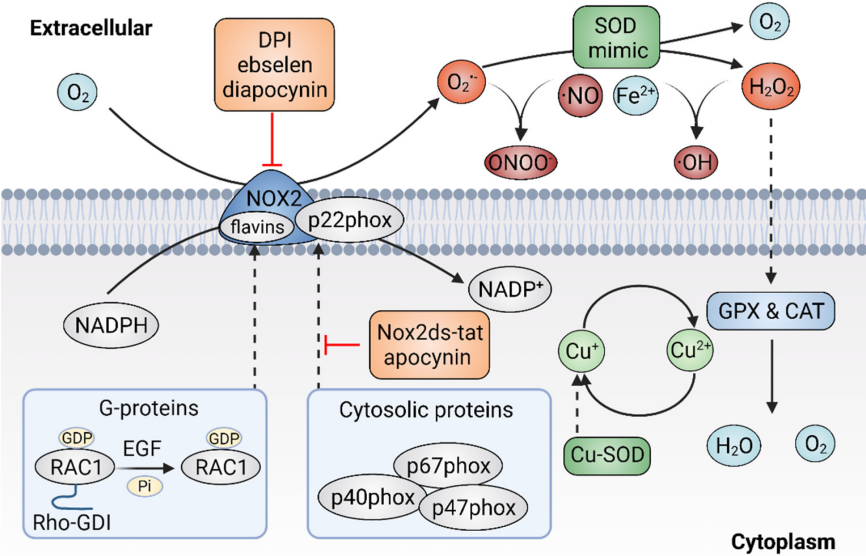 Extracellular
DPI
ebselen
diapocynin
SOD
mimic
O₂
O₂
O₂•-
·NO
Fe²⁺
H₂O₂
ONOO⁻
·OH
NOX2
flavins
p22phox
NADPH
NADP⁺
GPX & CAT
Nox2ds-tat
apocynin
Cu⁺
Cu²⁺
G-proteins
GDP
GDP
RAC1
EGF
Pi
RAC1
Rho-GDI
Cytosolic proteins
p67phox
p40phox
p47phox
Cu-SOD
H₂O
O₂
Cytoplasm